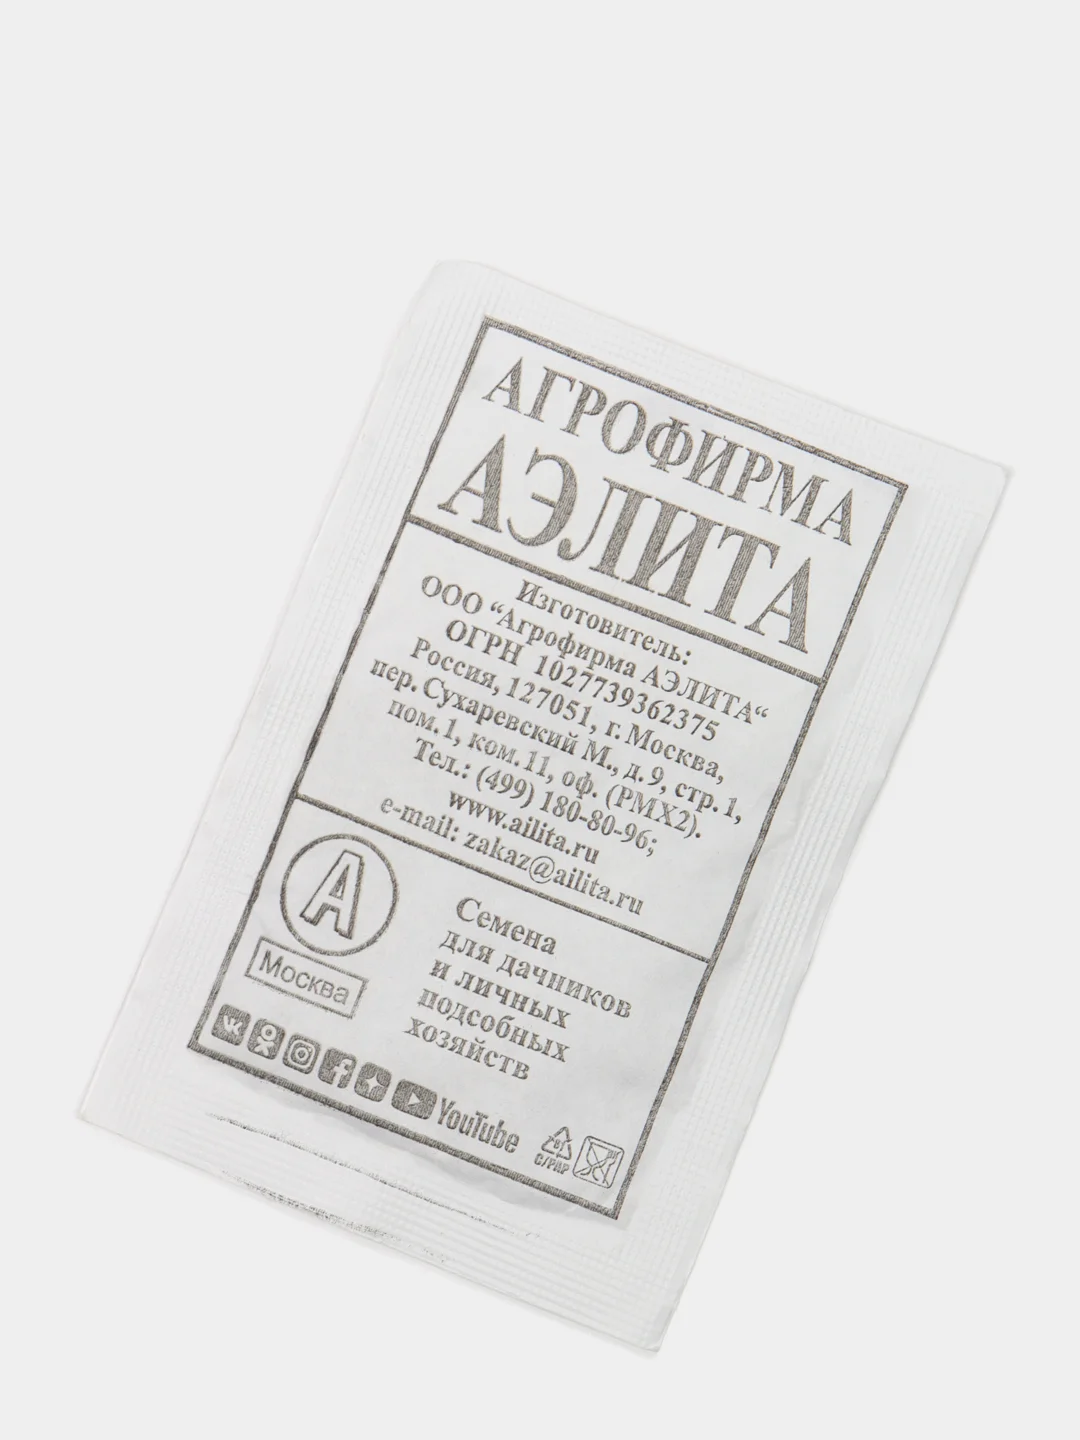 АГРОФИРМА
АЭЛИТА
Изготовитель:
ООО “Агрофирма АЭЛИТА“
ОГРН 1027739362375
Россия, 127051, г. Москва,
пер. Сухаревский М., д. 9, стр. 1,
пом. 1, ком. 11, оф. (РМХ2).
Тел.: (499) 180-80-96;
www.ailita.ru
e-mail: zakaz@ailita.ru
А
Москва
Семена
для дачников
и личных
подсобных
хозяйств
YouTube
81
C/PAP